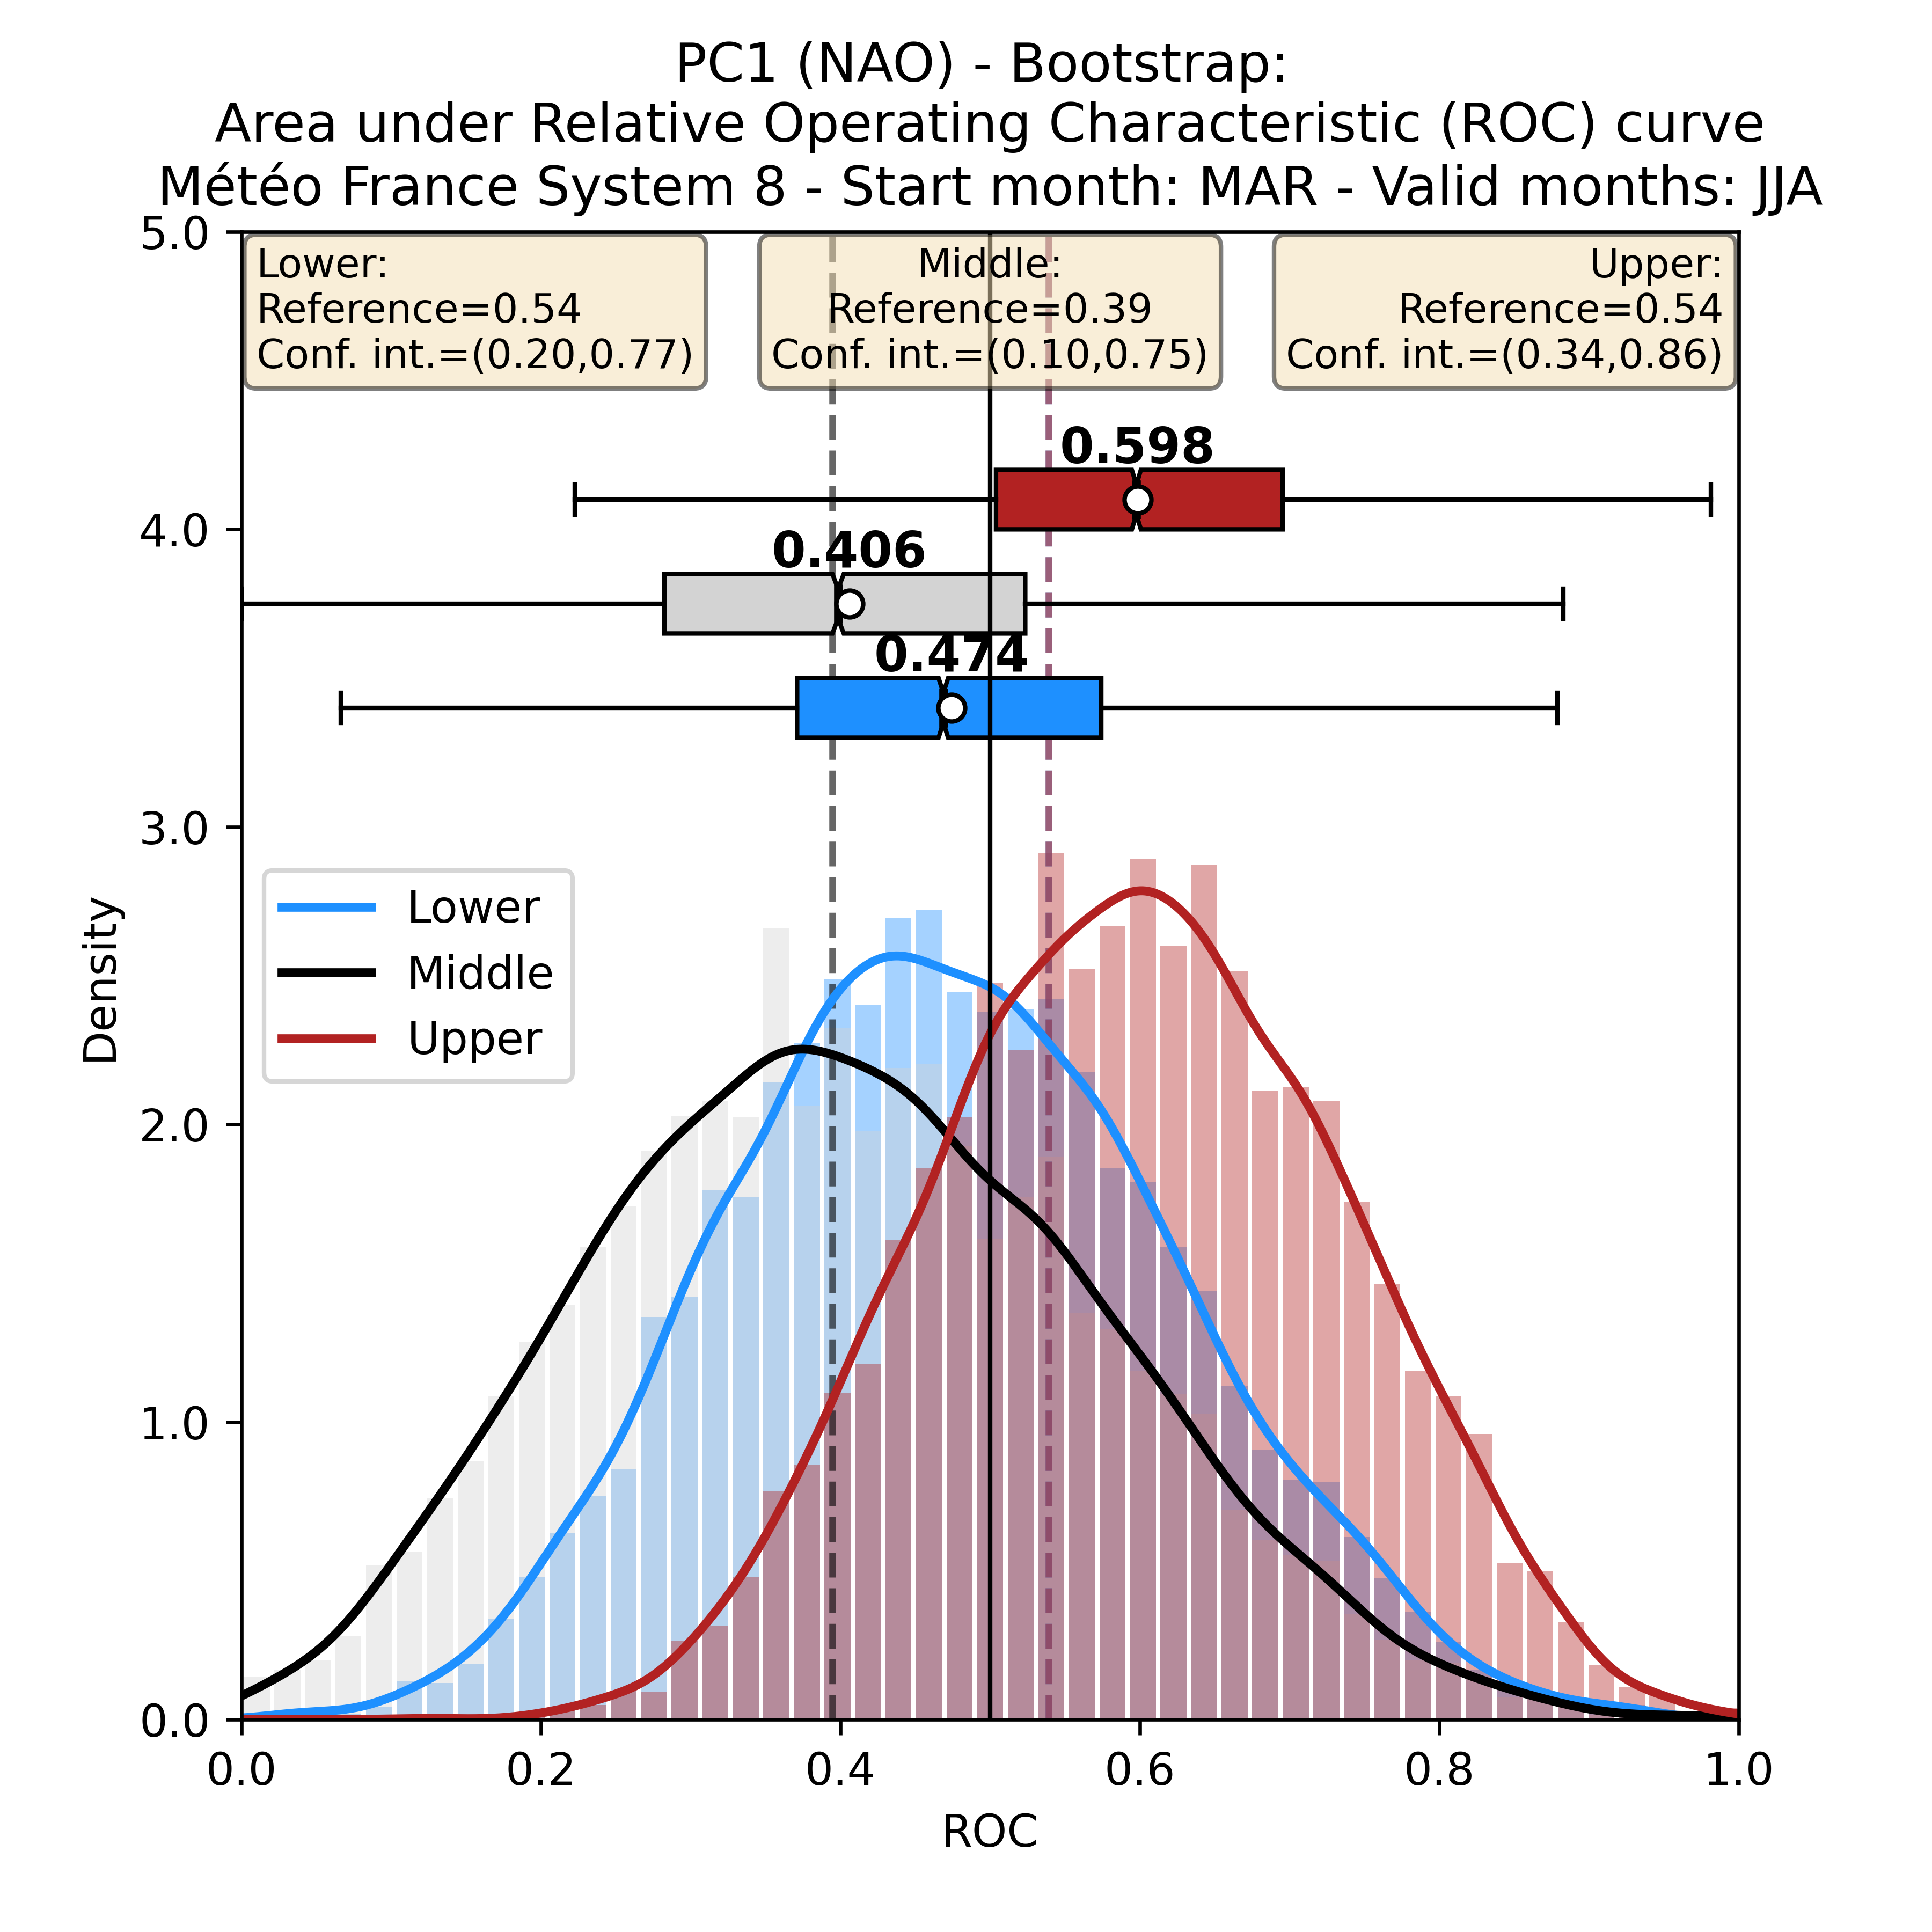 PC1 (NAO) - Bootstrap:
Area under Relative Operating Characteristic (ROC) curve
Météo France System 8 - Start month: MAR - Valid months: JJA
Lower:
Reference=0.54
Conf. int.=(0.20,0.77)
Middle:
Reference=0.39
Conf. int.=(0.10,0.75)
Upper:
Reference=0.54
Conf. int.=(0.34,0.86)
0.598
0.406
0.474
5.0
4.0
3.0
2.0
1.0
0.0
Density
Lower
Middle
Upper
0.0 0.2 0.4 0.6 0.8 1.0
ROC